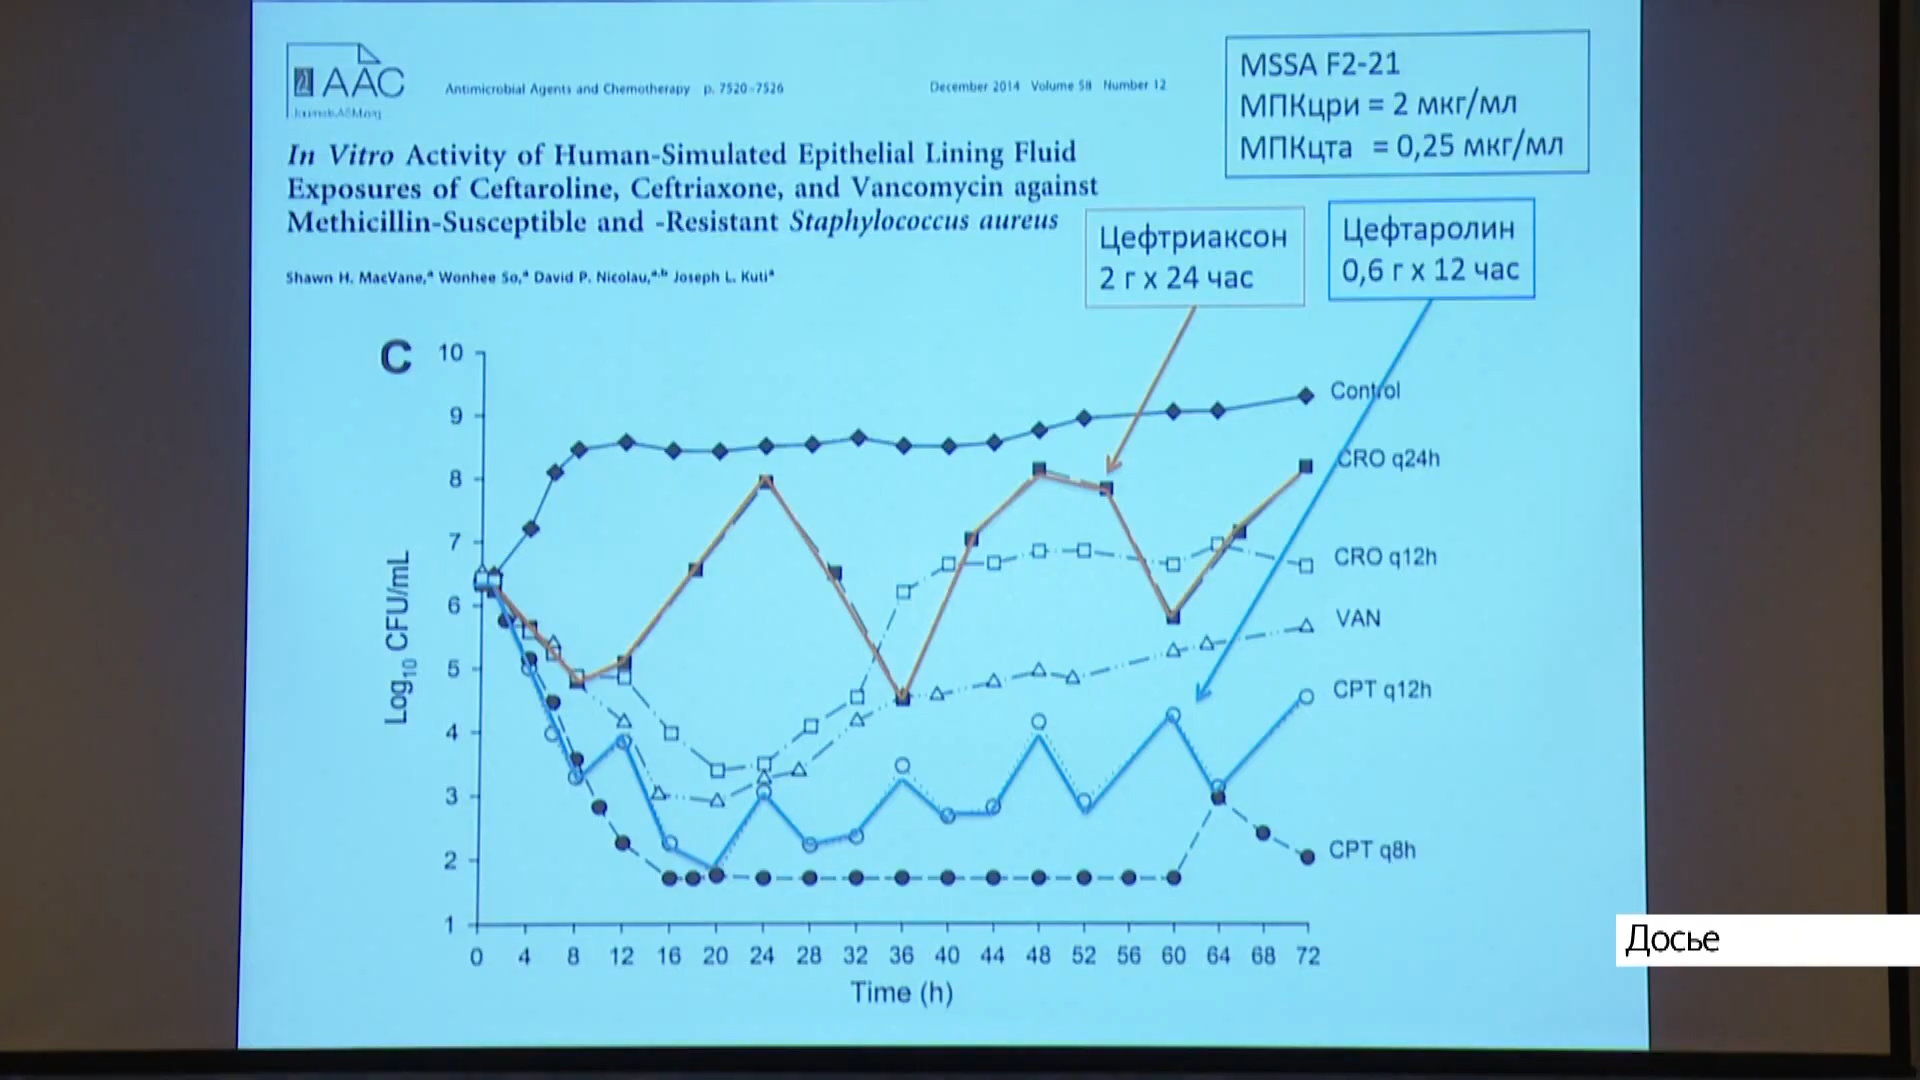 AAC
Journals.ASM.org
Antimicrobial Agents and Chemotherapy p. 7520-7526
December 2014 Volume 58 Number 12
In Vitro Activity of Human-Simulated Epithelial Lining Fluid
Exposures of Ceftaroline, Ceftriaxone, and Vancomycin against
Methicillin-Susceptible and -Resistant Staphylococcus aureus
Shawn H. MacVane,ᵃ Wonhee So,ᵃ David P. Nicolau,ᵃ,ᵇ Joseph L. Kutiᵃ
MSSA F2-21
МПКцри = 2 мкг/мл
МПКцта = 0,25 мкг/мл
Цефтриаксон
2 г х 24 час
Цефтаролин
0,6 г х 12 час
C
10
9
8
7
6
5
4
3
2
1
Log₁₀ CFU/mL
Control
CRO q24h
CRO q12h
VAN
CPT q12h
CPT q8h
0 4 8 12 16 20 24 28 32 36 40 44 48 52 56 60 64 68 72
Time (h)
Досье